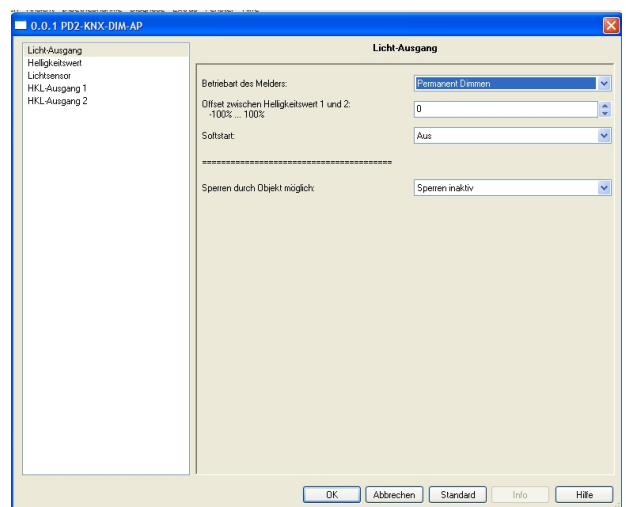 0.0.1 PD2-KNX-DIM-AP
Licht-Ausgang
Helligkeitswert
Lichtsensor
HKL-Ausgang 1
HKL-Ausgang 2
Licht-Ausgang
Betriebart des Melders: Permanent Dimmen
Offset zwischen Helligkeitswert 1 und 2: 0
-100% ... 100%
Softstart: Aus
========================================
Sperren durch Objekt möglich: Sperren inaktiv
OK Abbrechen Standard Info Hilfe